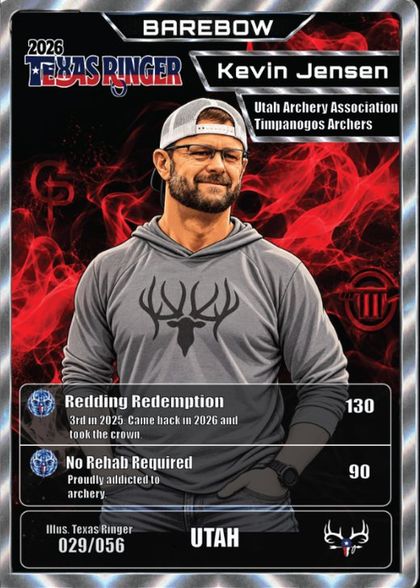 BAREBOW
2026
TEXAS RINGER
Kevin Jensen
Utah Archery Association
Timpanogos Archers
Redding Redemption
130
3rd in 2025. Came back in 2026 and
took the crown.
No Rehab Required
90
Proudly addicted to
archery.
Illus. Texas Ringer
029/056
UTAH